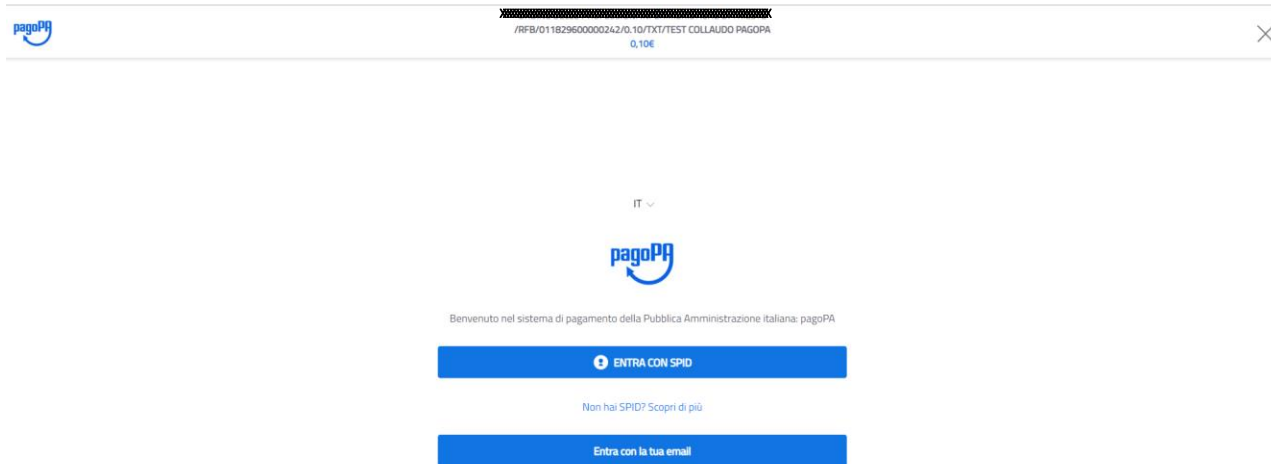 pagoPA
/RFB/011829600000242/0.10/TXT/TEST COLLAUDO PAGOPA
0,10€
IT
pagoPA
Benvenuto nel sistema di pagamento della Pubblica Amministrazione italiana: pagoPA
ENTRA CON SPID
Non hai SPID? Scopri di più
Entra con la tua email